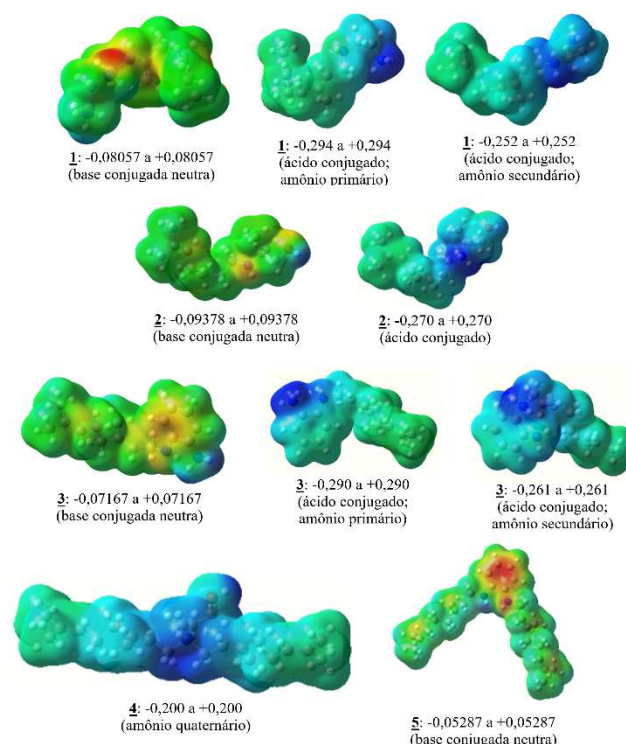 1: -0,08057 a +0,08057
(base conjugada neutra)
1: -0,294 a +0,294
(ácido conjugado;
amônio primário)
1: -0,252 a +0,252
(ácido conjugado;
amônio secundário)
2: -0,09378 a +0,09378
(base conjugada neutra)
2: -0,270 a +0,270
(ácido conjugado)
3: -0,07167 a +0,07167
(base conjugada neutra)
3: -0,290 a +0,290
(ácido conjugado;
amônio primário)
3: -0,261 a +0,261
(ácido conjugado;
amônio secundário)
4: -0,200 a +0,200
(amônio quaternário)
5: -0,05287 a +0,05287
(base conjugada neutra)